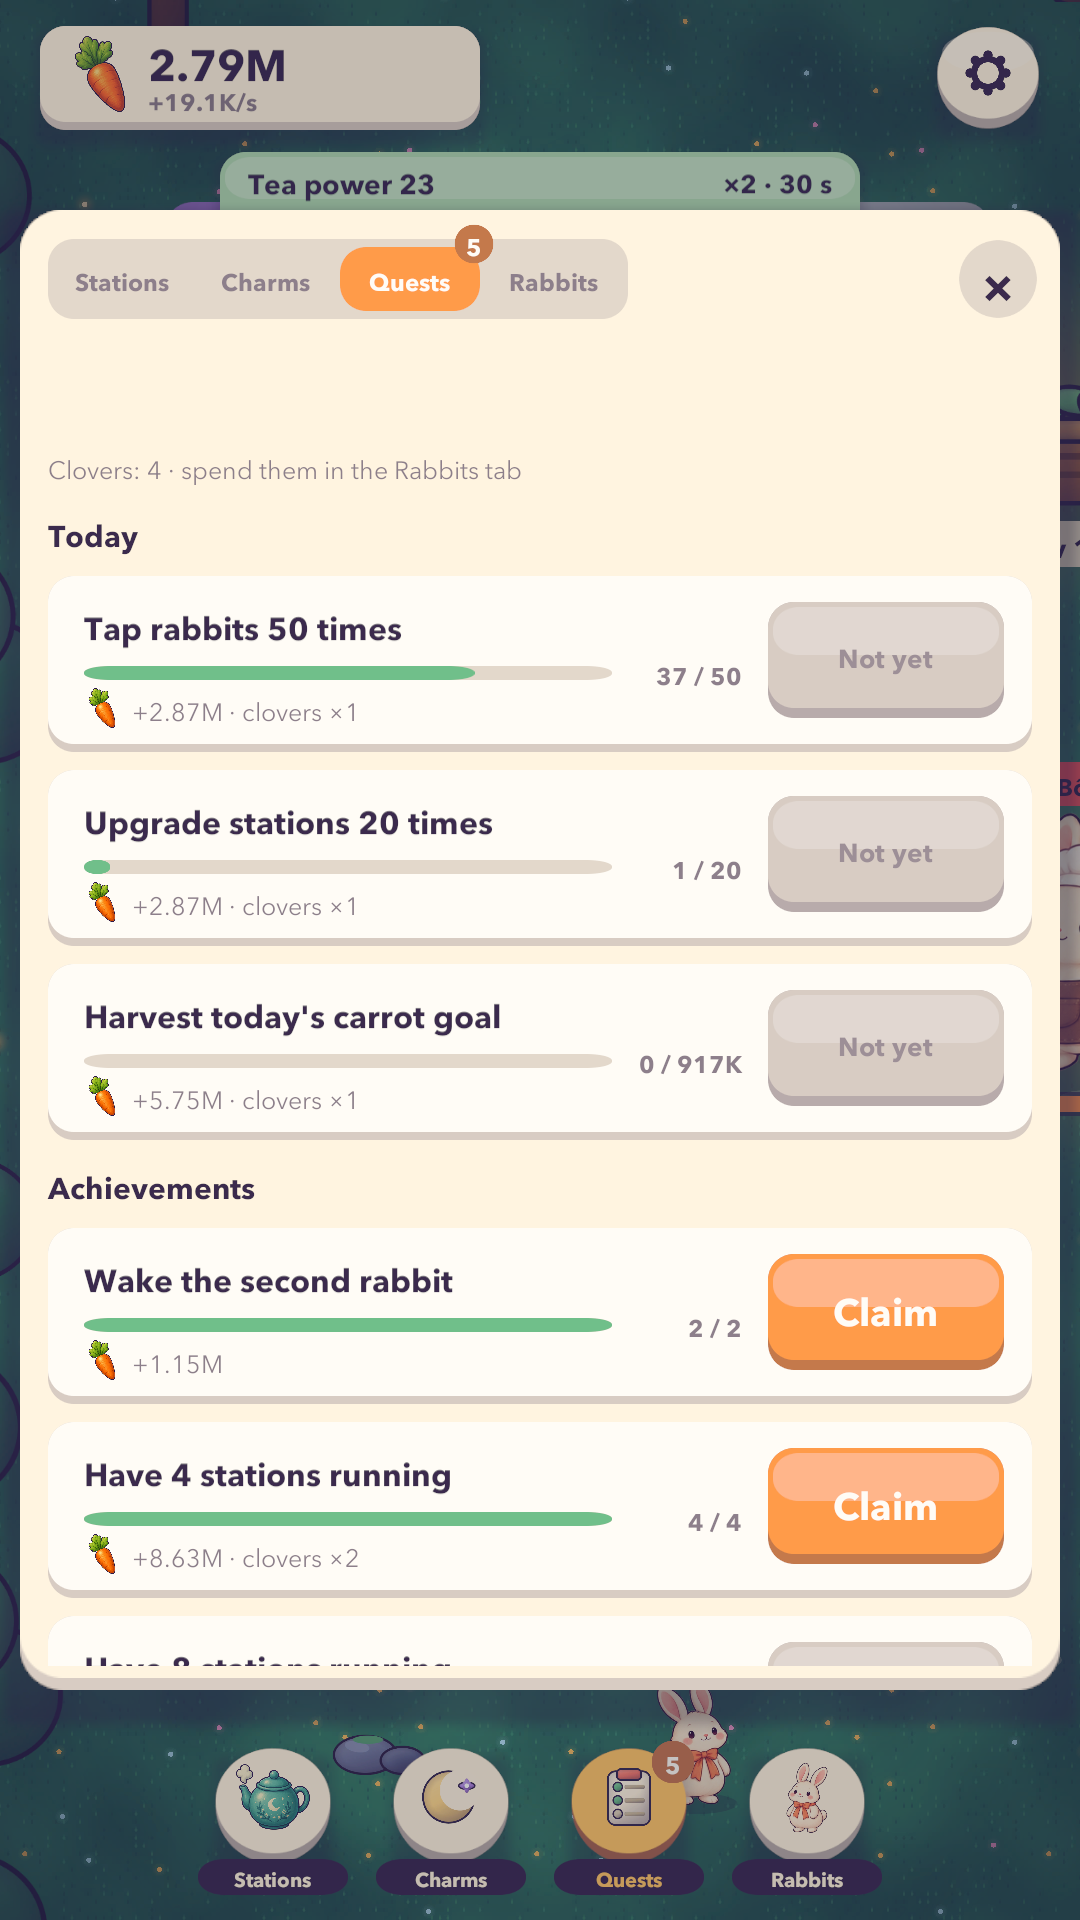 2.79M
+19.1K/s
Tea power 23
×2 · 30 s
Stations
Charms
Quests
5
Rabbits
Clovers: 4 · spend them in the Rabbits tab
Today
Tap rabbits 50 times
37 / 50
Not yet
+2.87M · clovers ×1
Upgrade stations 20 times
1 / 20
Not yet
+2.87M · clovers ×1
Harvest today's carrot goal
0 / 917K
Not yet
+5.75M · clovers ×1
Achievements
Wake the second rabbit
2 / 2
Claim
+1.15M
Have 4 stations running
4 / 4
Claim
+8.63M · clovers ×2
Have 8 stations running
5
Stations
Charms
Quests
Rabbits